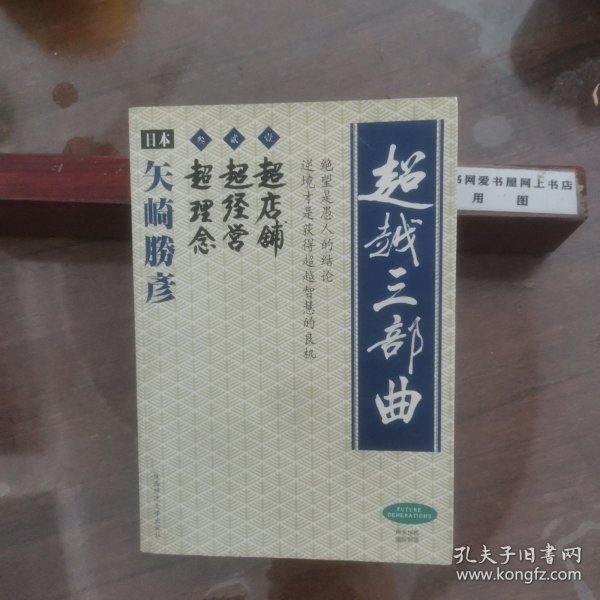 超越三部曲
绝望是愚人的结论
逆境才是获得超越智慧的良机
壹
超店鋪
贰
超经营
叁
超理念
日本
矢崎勝彦
FUTURE
GENERATIONS
书网爱书屋网上书店
用 图
孔夫子旧书网
www.kongfz.com